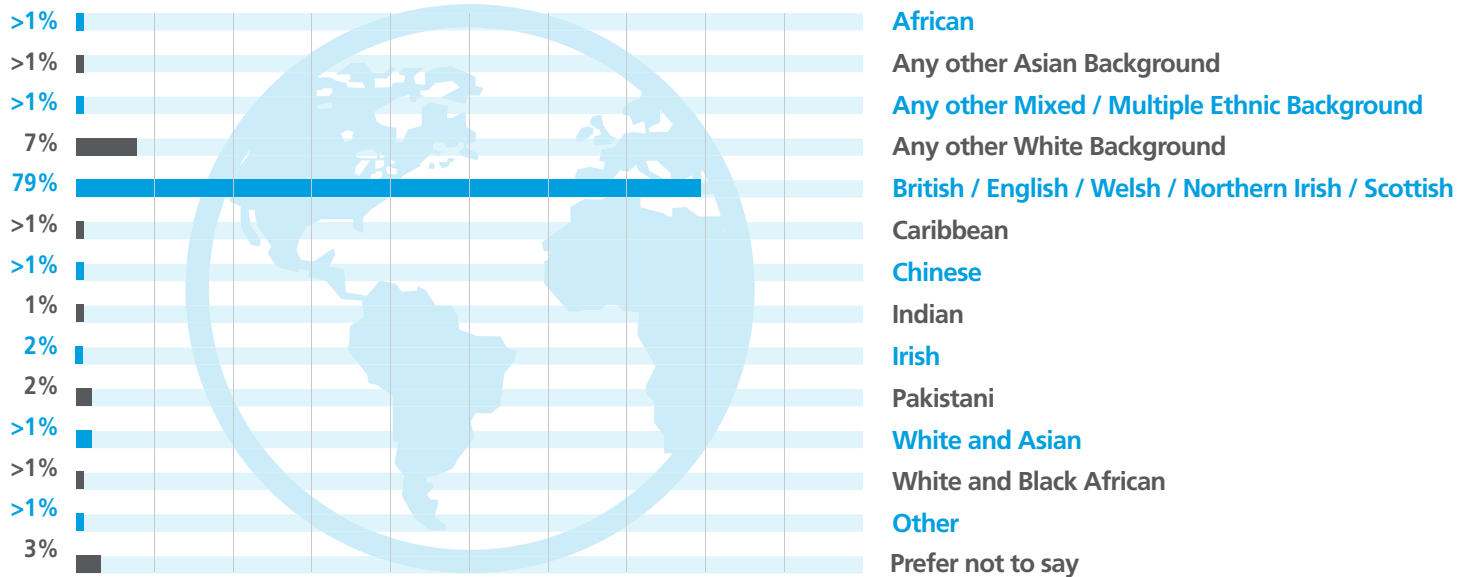 >1% African
>1% Any other Asian Background
>1% Any other Mixed / Multiple Ethnic Background
7% Any other White Background
79% British / English / Welsh / Northern Irish / Scottish
>1% Caribbean
>1% Chinese
1% Indian
2% Irish
2% Pakistani
>1% White and Asian
>1% White and Black African
>1% Other
3% Prefer not to say